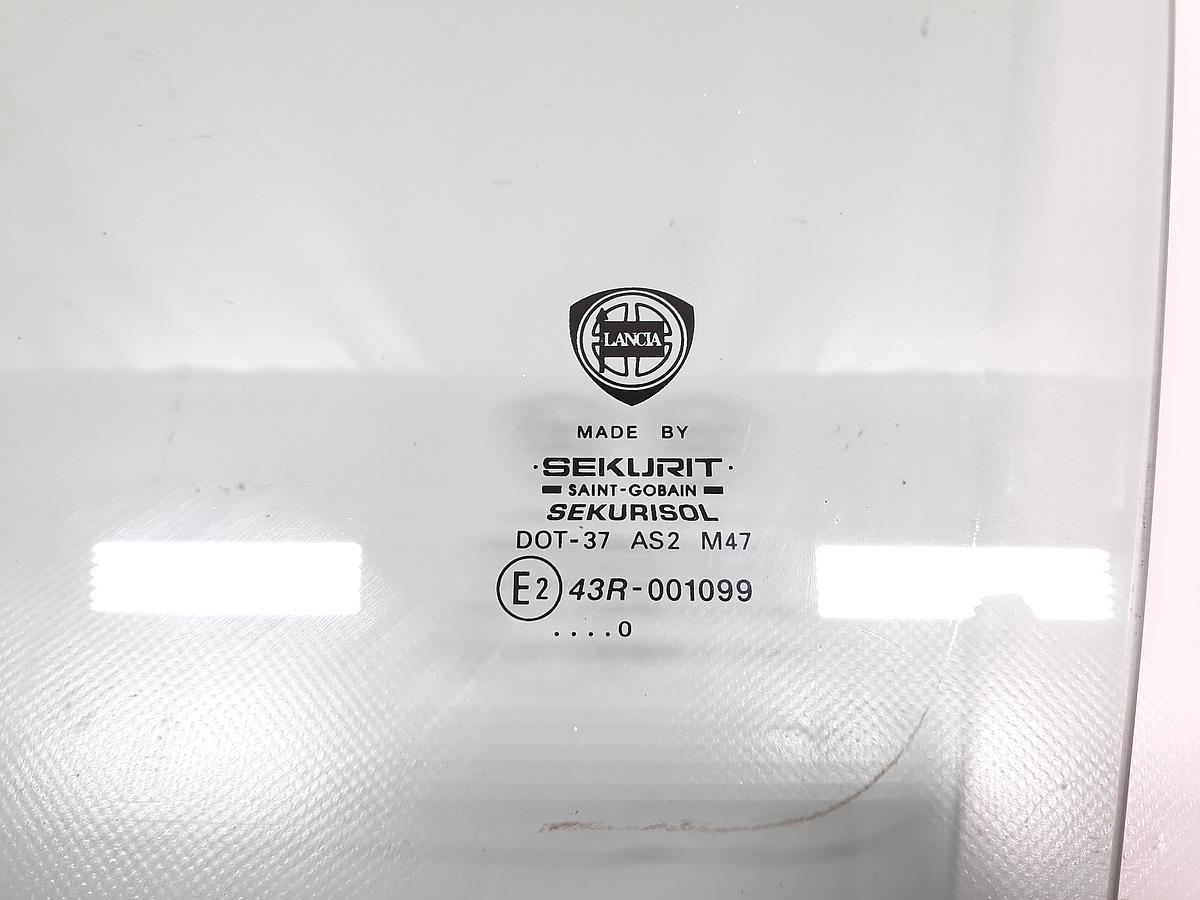 LANCIA
MADE BY
·SEKURIT·
SAINT-GOBAIN
SEKURISOL
DOT-37 AS2 M47
E2 43R-001099
....0